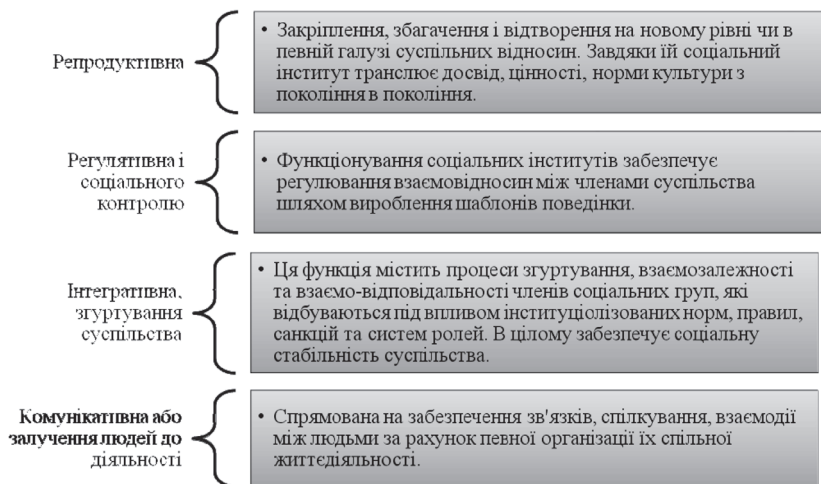 Репродуктивна
• Закріплення, збагачення і відтворення на новому рівні чи в
певній галузі суспільних відносин. Завдяки їй соціальний
інститут транслює досвід, цінності, норми культури з
покоління в покоління.
Регулятивна і
соціального
контролю
• Функціонування соціальних інститутів забезпечує
регулювання взаємовідносин між членами суспільства
шляхом вироблення шаблонів поведінки.
Інтегративна,
згуртування
суспільства
• Ця функція містить процеси згуртування, взаємозалежності
та взаємо-відповідальності членів соціальних груп, які
відбуваються під впливом інституціолізованих норм, правил,
санкцій та систем ролей. В цілому забезпечує соціальну
стабільність суспільства.
Комунікативна або
залучення людей до
діяльності
• Спрямована на забезпечення зв'язків, спілкування, взаємодії
між людьми за рахунок певної організації їх спільної
життєдіяльності.